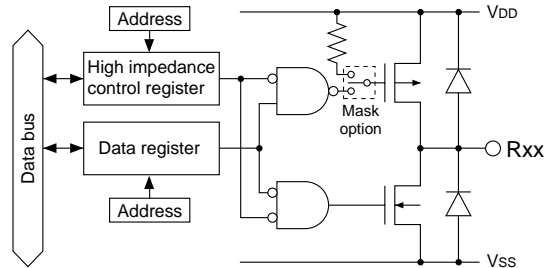 Address
VDD
High impedance
control register
Mask
option
Data bus
Data register
Rxx
Address
VSS